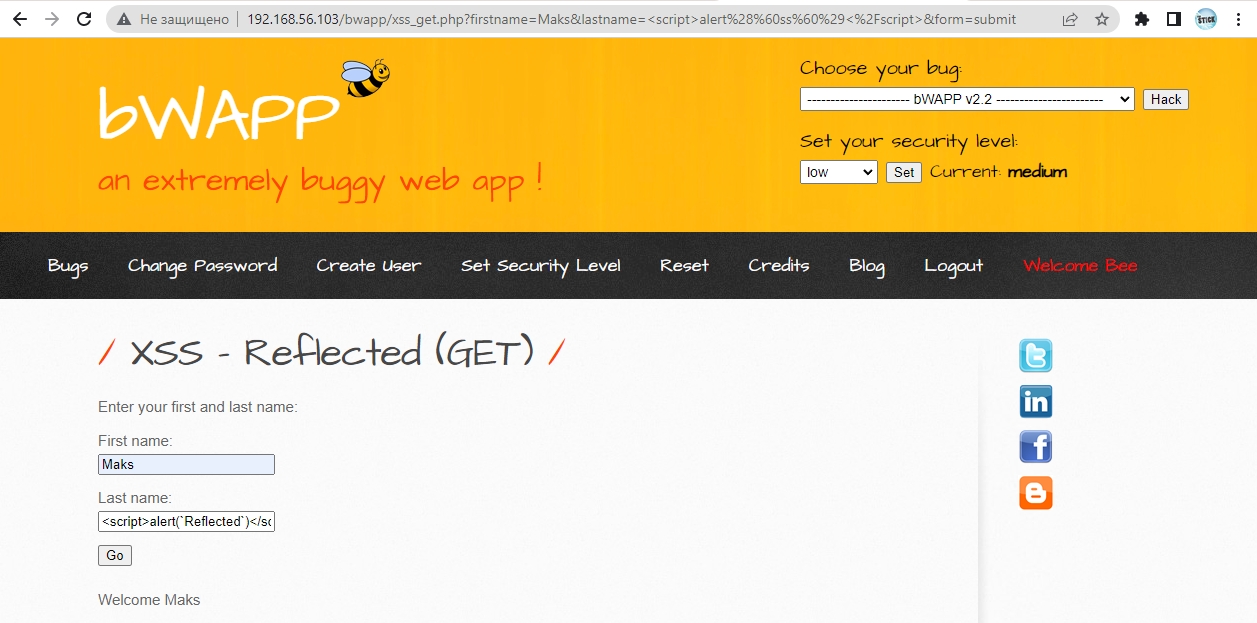 Не защищено 192.168.56.103/bwapp/xss_get.php?firstname=Maks&lastname=<script>alert%28%60ss%60%29<%2Fscript>&form=submit
bWAPP
an extremely buggy web app !
Choose your bug:
---------------------- bWAPP v2.2 ----------------------- Hack
Set your security level:
low Set Current: medium
Bugs Change Password Create User Set Security Level Reset Credits Blog Logout Welcome Bee
/ XSS - Reflected (GET) /
Enter your first and last name:
First name:
Maks
Last name:
<script>alert(`Reflected`)</sc
Go
Welcome Maks